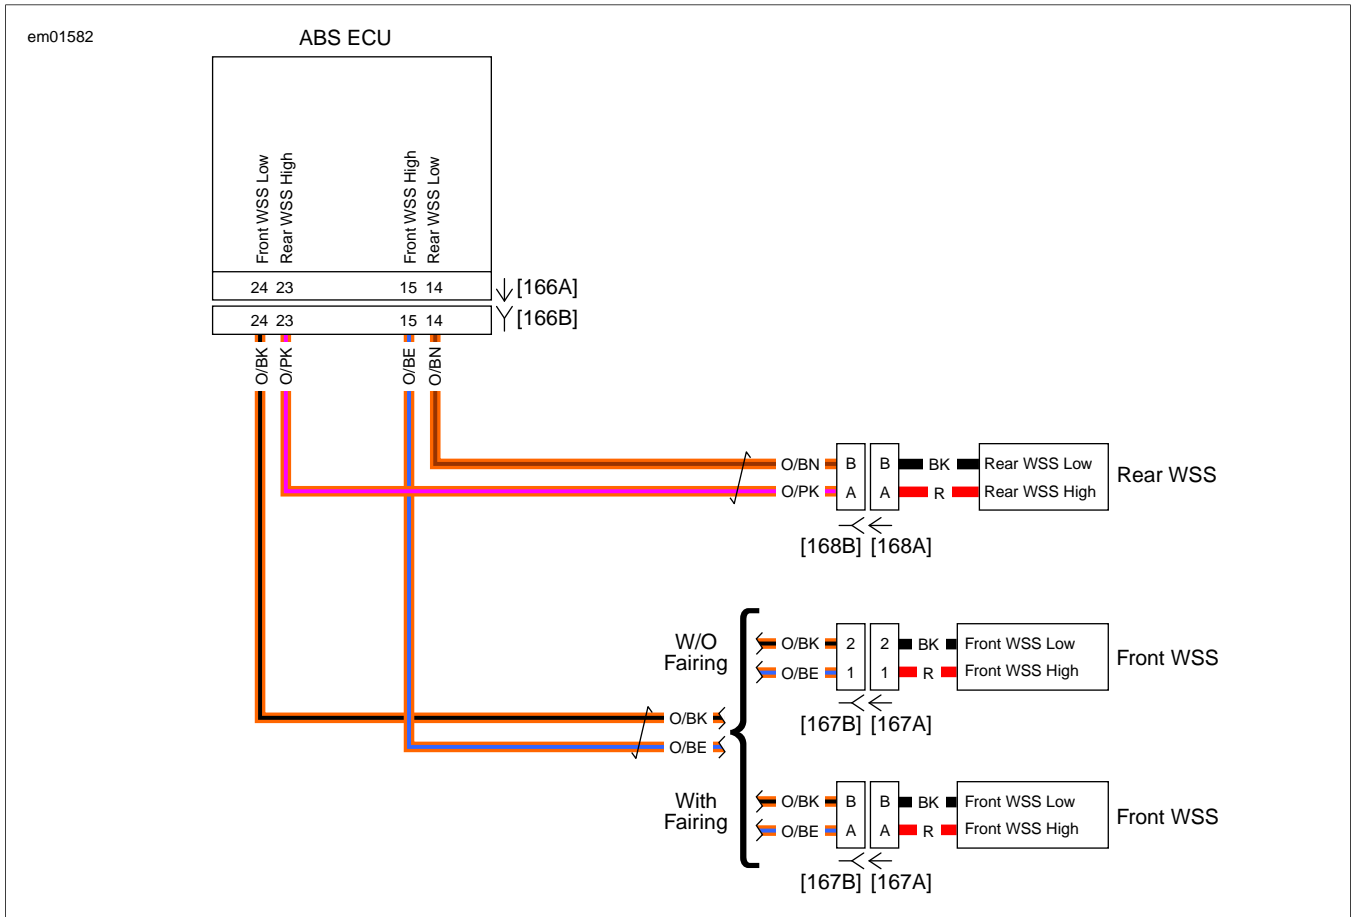 em01582
ABS ECU
Front WSS Low
Rear WSS High
Front WSS High
Rear WSS Low
24 23 15 14
[166A]
24 23 15 14
[166B]
O/BK
O/PK
O/BE
O/BN
O/BN B B BK Rear WSS Low
O/PK A A R Rear WSS High
Rear WSS
[168B] [168A]
W/O
Fairing
O/BK 2 2 BK Front WSS Low
O/BE 1 1 R Front WSS High
Front WSS
[167B] [167A]
O/BK
O/BE
With
Fairing
O/BK B B BK Front WSS Low
O/BE A A R Front WSS High
Front WSS
[167B] [167A]